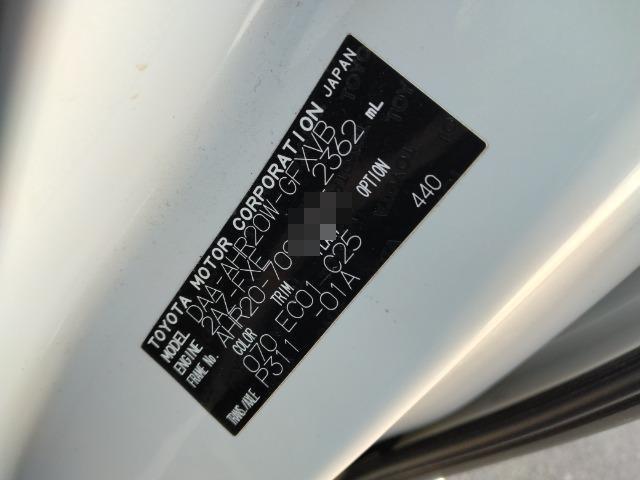 TOYOTA MOTOR CORPORATION JAPAN
MODEL DAA-AHR20W-GFXVB
ENGINE 2AZ-FXE 2362 mL
FRAME No. AHR20-70
COLOR TRIM OPTION
070 EC01 C25 440
TRANS./AXLE P311 -01A